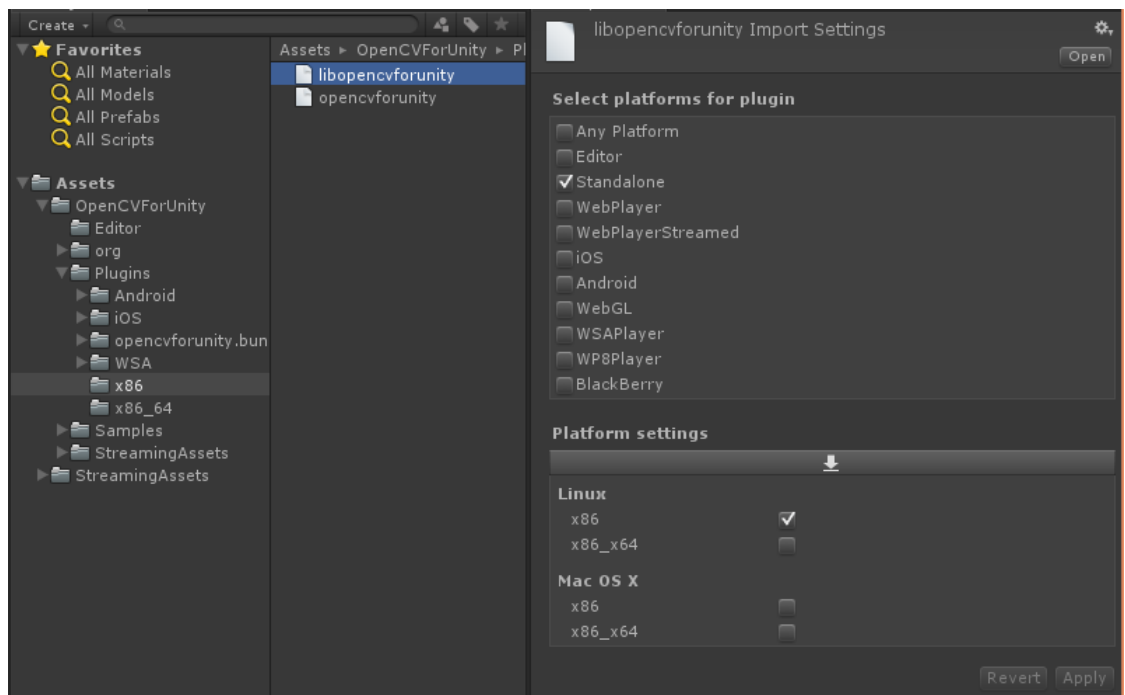 Create
Favorites
All Materials
All Models
All Prefabs
All Scripts
Assets
OpenCVForUnity
Editor
org
Plugins
Android
iOS
opencvforunity.bun
WSA
x86
x86_64
Samples
StreamingAssets
StreamingAssets
Assets ▸ OpenCVForUnity ▸ Pl
libopencvforunity
opencvforunity
libopencvforunity Import Settings
Open
Select platforms for plugin
Any Platform
Editor
Standalone
WebPlayer
WebPlayerStreamed
iOS
Android
WebGL
WSAPlayer
WP8Player
BlackBerry
Platform settings
Linux
x86
x86_x64
Mac OS X
x86
x86_x64
Revert Apply